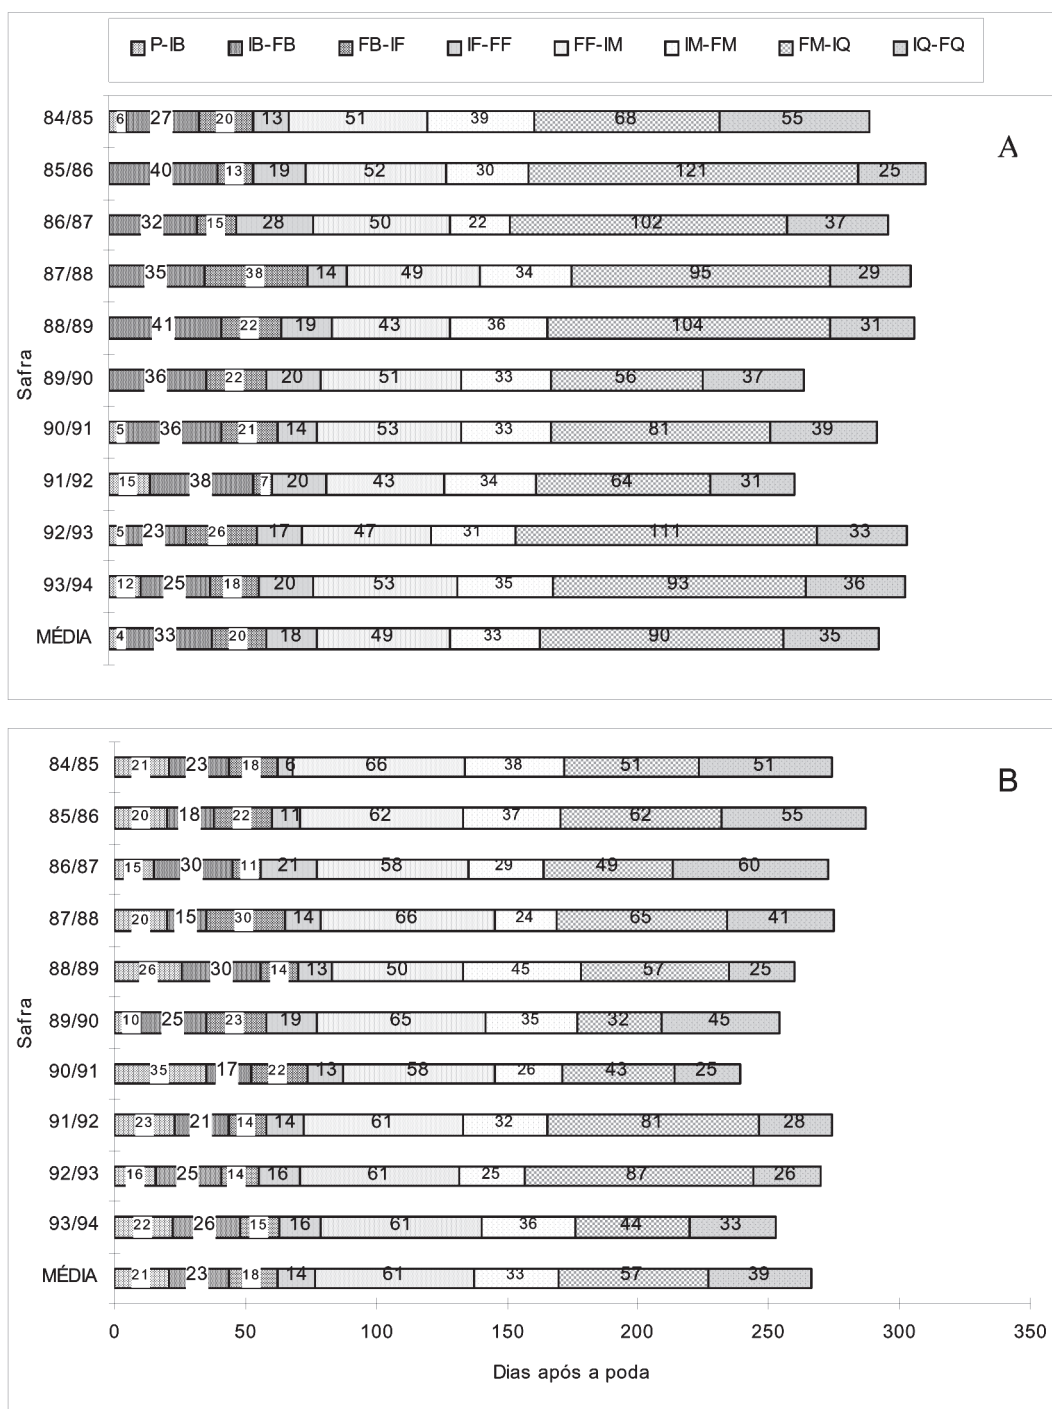 P-IB IB-FB FB-IF IF-FF FF-IM IM-FM FM-IQ IQ-FQ
A
Safra
84/85 6 27 20 13 51 39 68 55
85/86 40 13 19 52 30 121 25
86/87 32 15 28 50 22 102 37
87/88 35 38 14 49 34 95 29
88/89 41 22 19 43 36 104 31
89/90 36 22 20 51 33 56 37
90/91 5 36 21 14 53 33 81 39
91/92 15 38 7 20 43 34 64 31
92/93 5 23 26 17 47 31 111 33
93/94 12 25 18 20 53 35 93 36
MÉDIA 4 33 20 18 49 33 90 35
B
Safra
84/85 21 23 18 6 66 38 51 51
85/86 20 18 22 11 62 37 62 55
86/87 15 30 11 21 58 29 49 60
87/88 20 15 30 14 66 24 65 41
88/89 26 30 14 13 50 45 57 25
89/90 10 25 23 19 65 35 32 45
90/91 35 17 22 13 58 26 43 25
91/92 23 21 14 14 61 32 81 28
92/93 16 25 14 16 61 25 87 26
93/94 22 26 15 16 61 36 44 33
MÉDIA 21 23 18 14 61 33 57 39
0 50 100 150 200 250 300 350
Dias após a poda